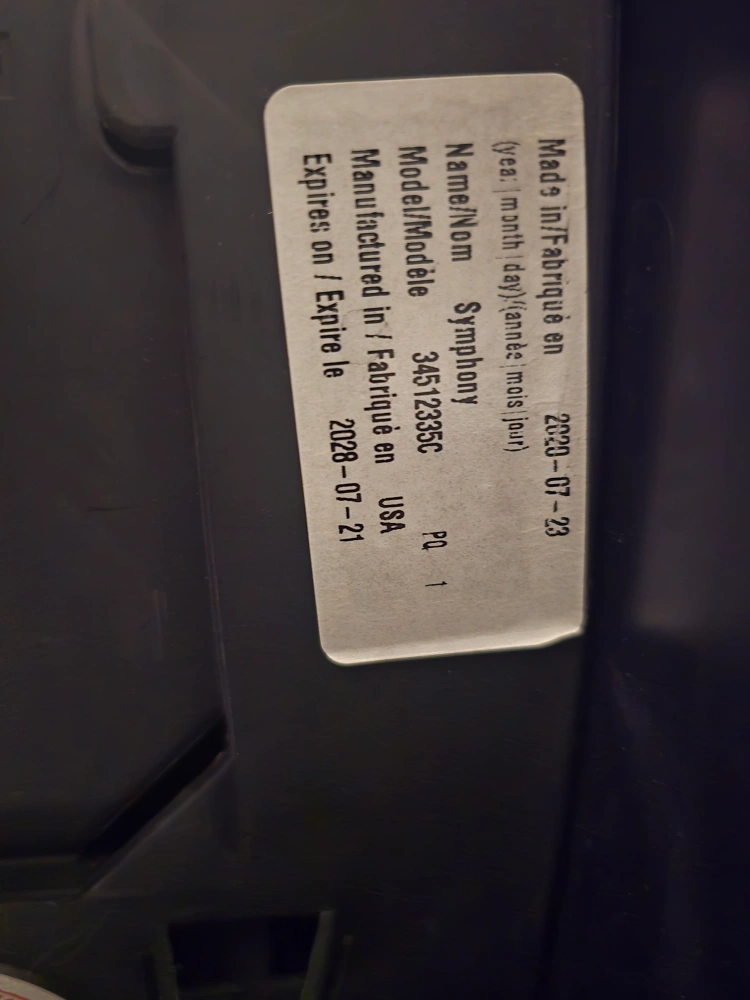 Made in/Fabriqué en 2020-07-23
(year|month|day)/(année|mois|jour)
Name/Nom Symphony
Model/Modèle 34512335C PQ 1
Manufactured in / Fabriqué en USA
Expires on / Expire le 2028-07-21